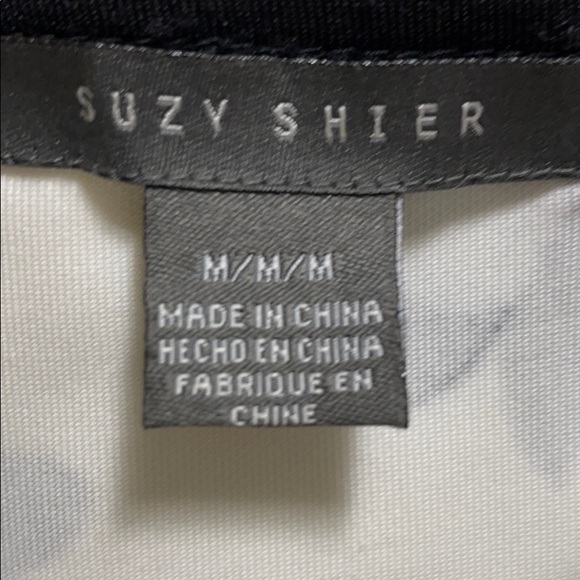 SUZY SHIER
M/M/M
MADE IN CHINA
HECHO EN CHINA
FABRIQUE EN
CHINE